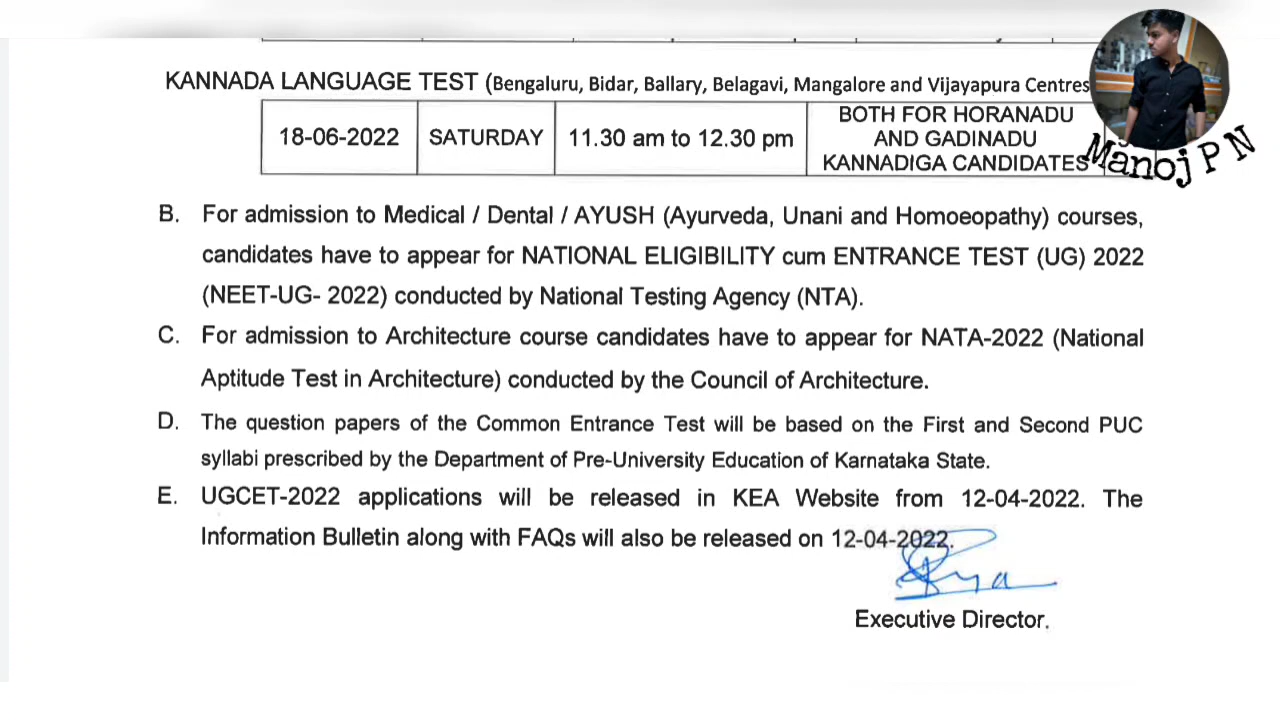 KANNADA LANGUAGE TEST (Bengaluru, Bidar, Ballary, Belagavi, Mangalore and Vijayapura Centres
18-06-2022 SATURDAY 11.30 am to 12.30 pm BOTH FOR HORANADU
AND GADINADU
KANNADIGA CANDIDATES
Manoj P N
B. For admission to Medical / Dental / AYUSH (Ayurveda, Unani and Homoeopathy) courses,
candidates have to appear for NATIONAL ELIGIBILITY cum ENTRANCE TEST (UG) 2022
(NEET-UG- 2022) conducted by National Testing Agency (NTA).
C. For admission to Architecture course candidates have to appear for NATA-2022 (National
Aptitude Test in Architecture) conducted by the Council of Architecture.
D. The question papers of the Common Entrance Test will be based on the First and Second PUC
syllabi prescribed by the Department of Pre-University Education of Karnataka State.
E. UGCET-2022 applications will be released in KEA Website from 12-04-2022. The
Information Bulletin along with FAQs will also be released on 12-04-2022.
Executive Director.